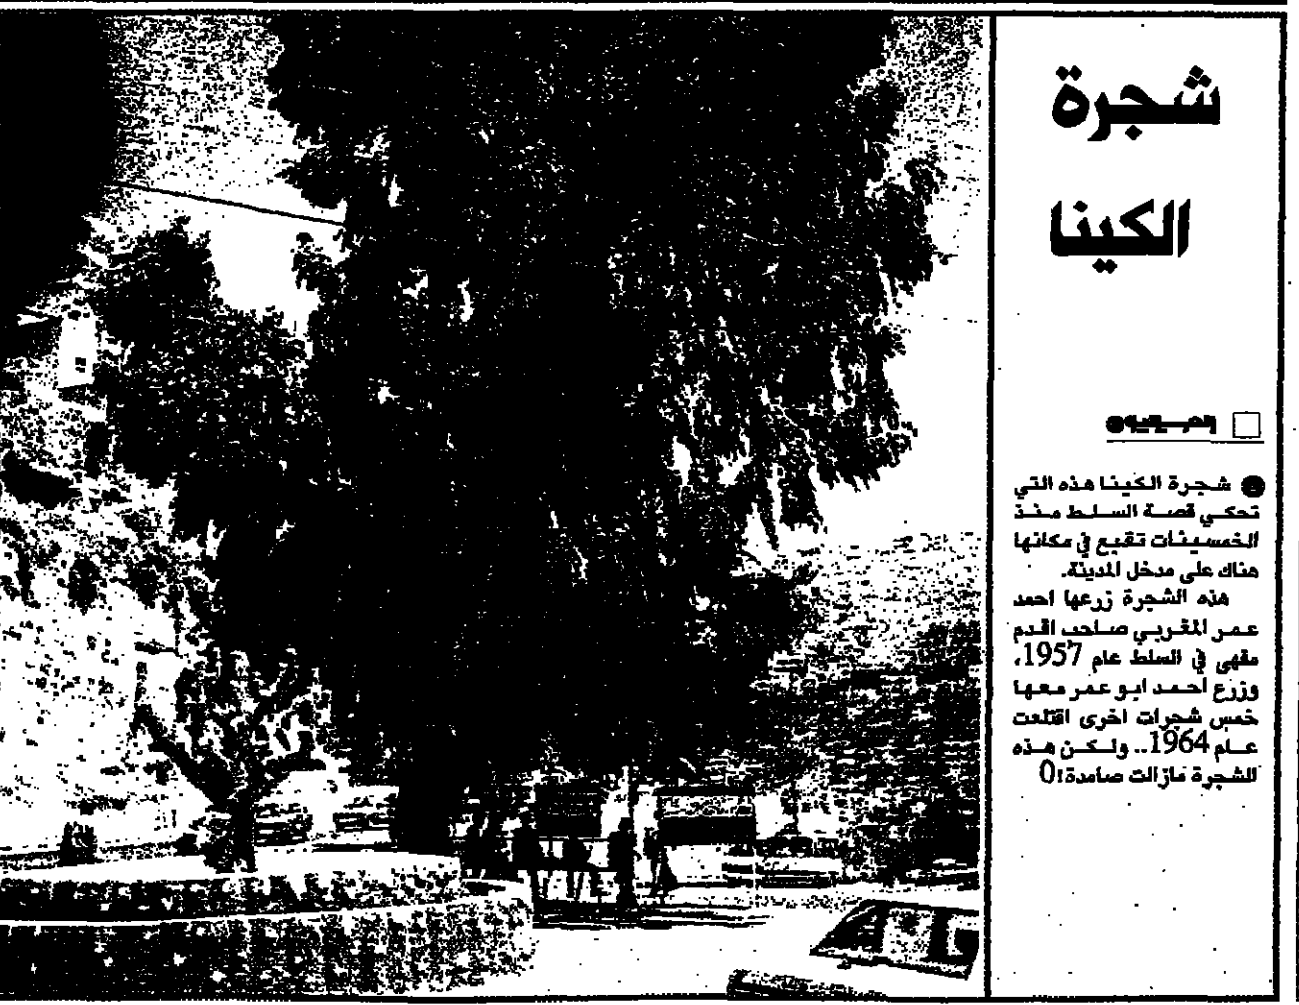 شجرة
الكينا
شجرة الكينا هذه التي
تحكي قصة السلط منذ
الخمسينات تقبع في مكانها
هناك على مدخل المدينة.
هذه الشجرة زرعها احمد
عمر المغربي صاحب اقدم
مقهى في السلط عام 1957،
وزرع أحمد ابو عمر معها
خمس شجرات اخرى اقتلعت
عام 1964.. ولكن هذه
الشجرة مازالت صامدة!0